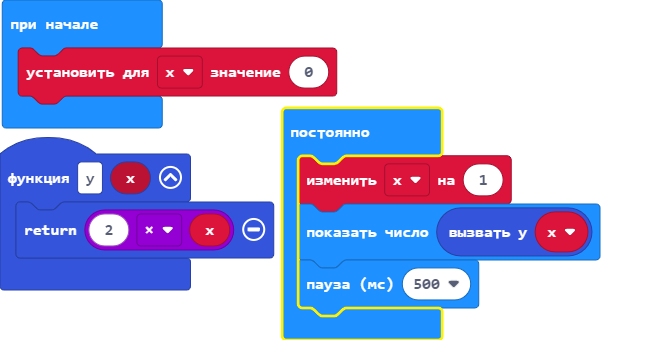 при начале
установить для x значение 0
функция y x
return 2 × x
постоянно
изменить x на 1
показать число вызвать y x
пауза (мс) 500